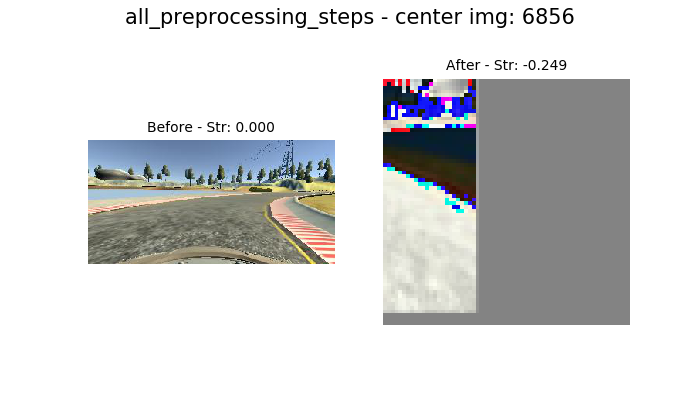 all_preprocessing_steps - center img: 6856
Before - Str: 0.000
After - Str: -0.249